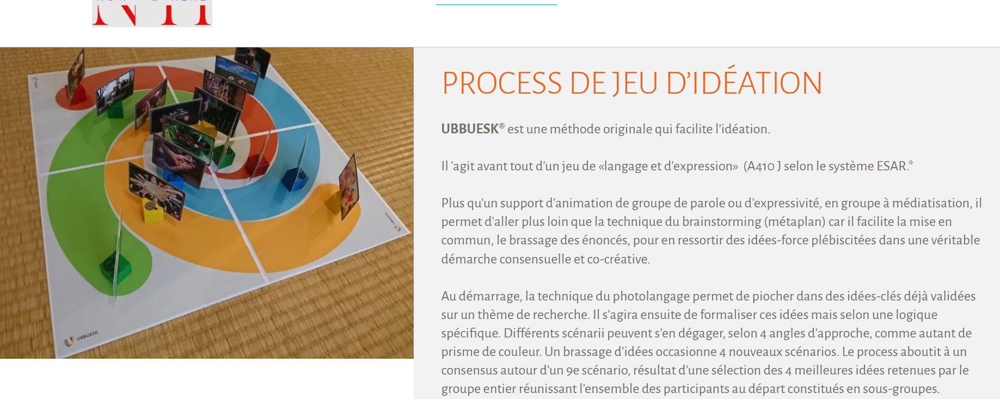 PROCESS DE JEU D’IDÉATION
UBBUESK® est une méthode originale qui facilite l’idéation.
Il 'agit avant tout d'un jeu de «langage et d'expression» (A410 J selon le système ESAR.*
Plus qu'un support d'animation de groupe de parole ou d'expressivité, en groupe à médiatisation, il
permet d'aller plus loin que la technique du brainstorming (métaplan) car il facilite la mise en
commun, le brassage des énoncés, pour en ressortir des idées-force plébiscitées dans une véritable
démarche consensuelle et co-créative.
Au démarrage, la technique du photolangage permet de piocher dans des idées-clés déjà validées
sur un thème de recherche. Il s’agira ensuite de formaliser ces idées mais selon une logique
spécifique. Différents scénarii peuvent s’en dégager, selon 4 angles d’approche, comme autant de
prisme de couleur. Un brassage d’idées occasionne 4 nouveaux scénarios. Le process aboutit à un
consensus autour d’un 9e scénario, résultat d’une sélection des 4 meilleures idées retenues par le
groupe entier réunissant l’ensemble des participants au départ constitués en sous-groupes.
UBBUESK